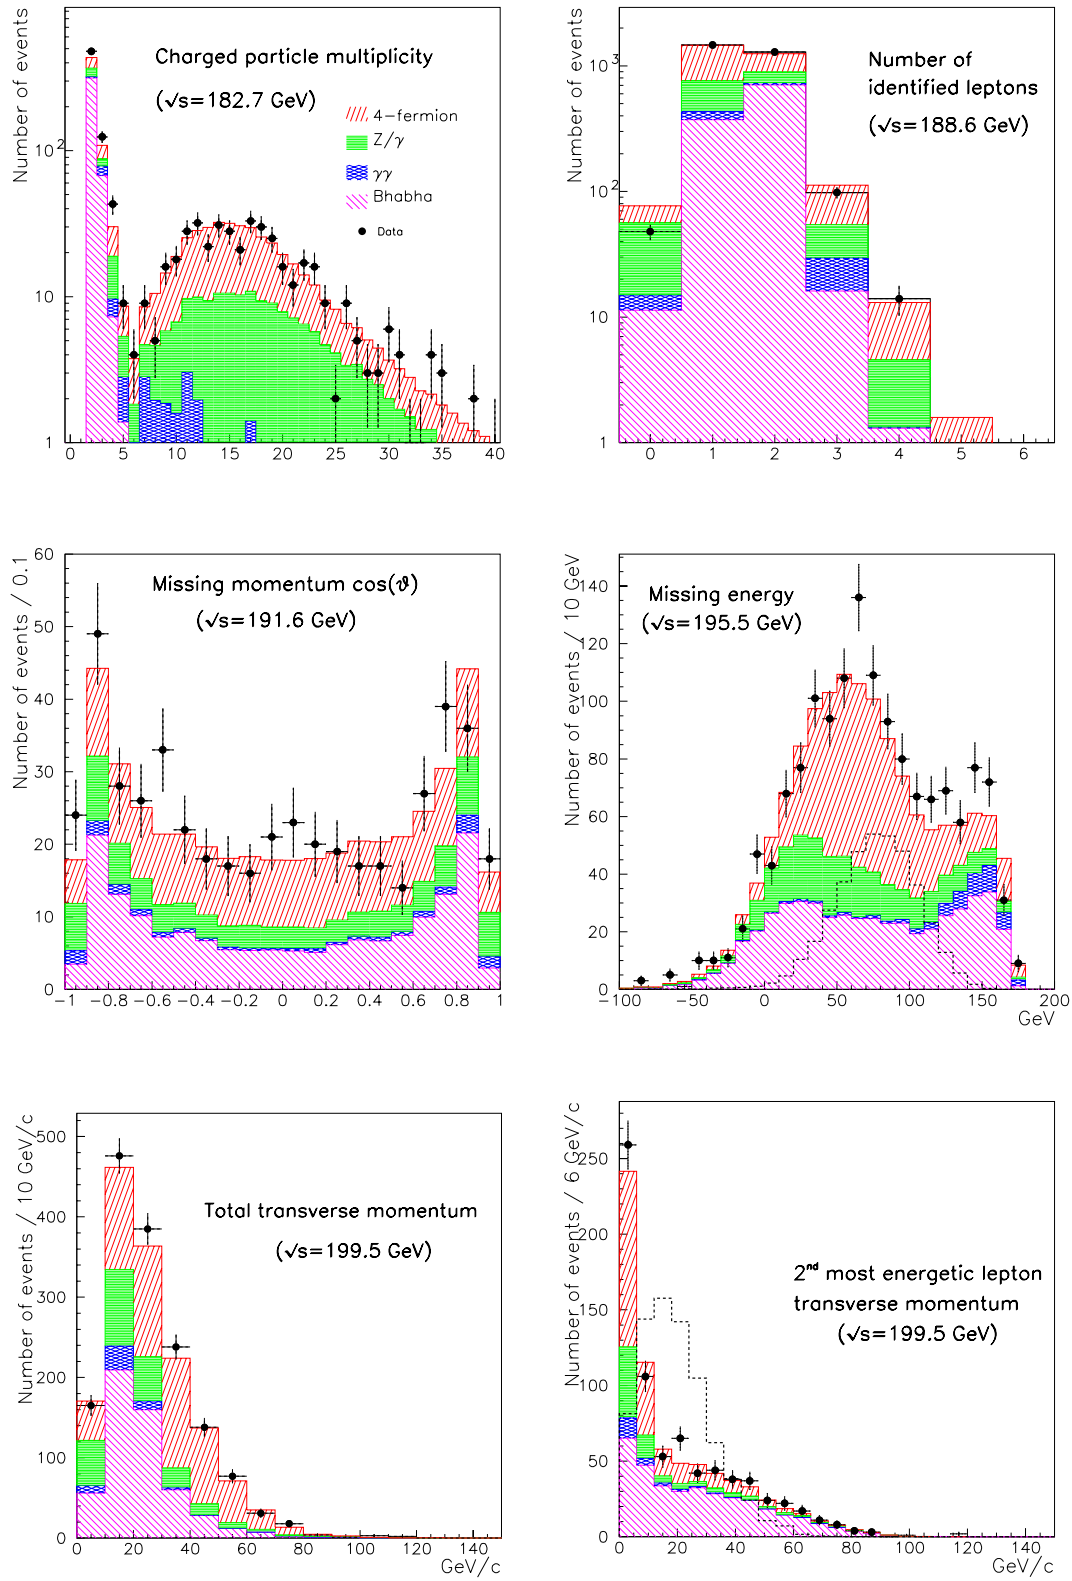 Number of events
Charged particle multiplicity
(√s=182.7 GeV)
4-fermion
Z/γ
γγ
Bhabha
Data
10²
10
1
0 5 10 15 20 25 30 35 40
Number of events
Number of
identified leptons
(√s=188.6 GeV)
10³
10²
10
1
0 1 2 3 4 5 6
Number of events / 0.1
Missing momentum cos(ϑ)
(√s=191.6 GeV)
60
50
40
30
20
10
0
−1 −0.8 −0.6 −0.4 −0.2 0 0.2 0.4 0.6 0.8 1
Number of events / 10 GeV
Missing energy
(√s=195.5 GeV)
140
120
100
80
60
40
20
0
−100 −50 0 50 100 150 200
GeV
Number of events / 10 GeV/c
Total transverse momentum
(√s=199.5 GeV)
500
400
300
200
100
0
0 20 40 60 80 100 120 140
GeV/c
Number of events / 6 GeV/c
2nd most energetic lepton
transverse momentum
(√s=199.5 GeV)
250
200
150
100
50
0
0 20 40 60 80 100 120 140
GeV/c